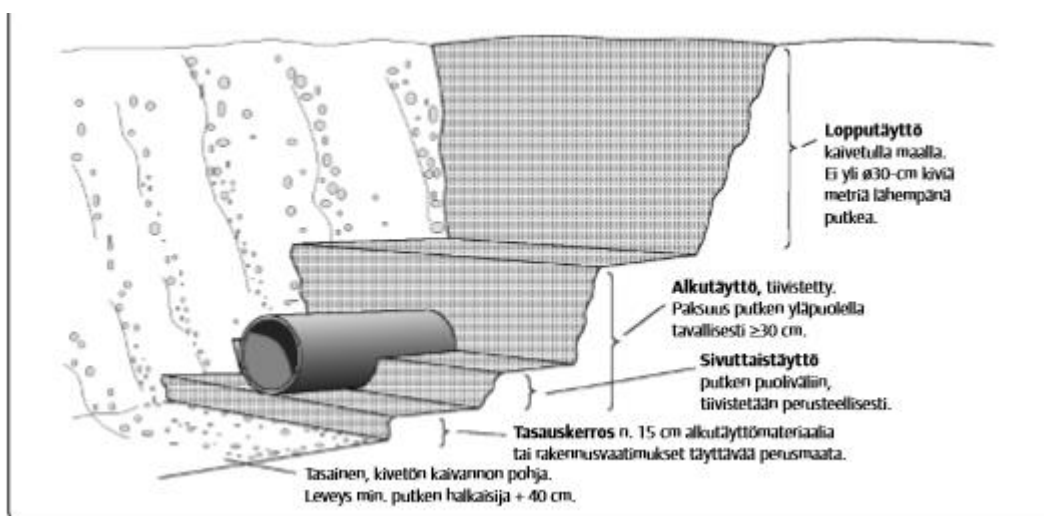 Lopputäyttö
kaivetulla maalla.
Ei yli ø30-cm kiviä
metriä lähempänä
putkea.
Alkutäyttö, tiivistetty.
Paksuus putken yläpuolella
tavallisesti ≥30 cm.
Sivuttaistäyttö
putken puoliväliin,
tiivistetään perusteellisesti.
Tasauskerros n. 15 cm alkutäyttömateriaalia
tai rakennusvaatimukset täyttävää perusmaata.
Tasainen, kivetön kaivannon pohja.
Leveys min. putken halkaisija + 40 cm.